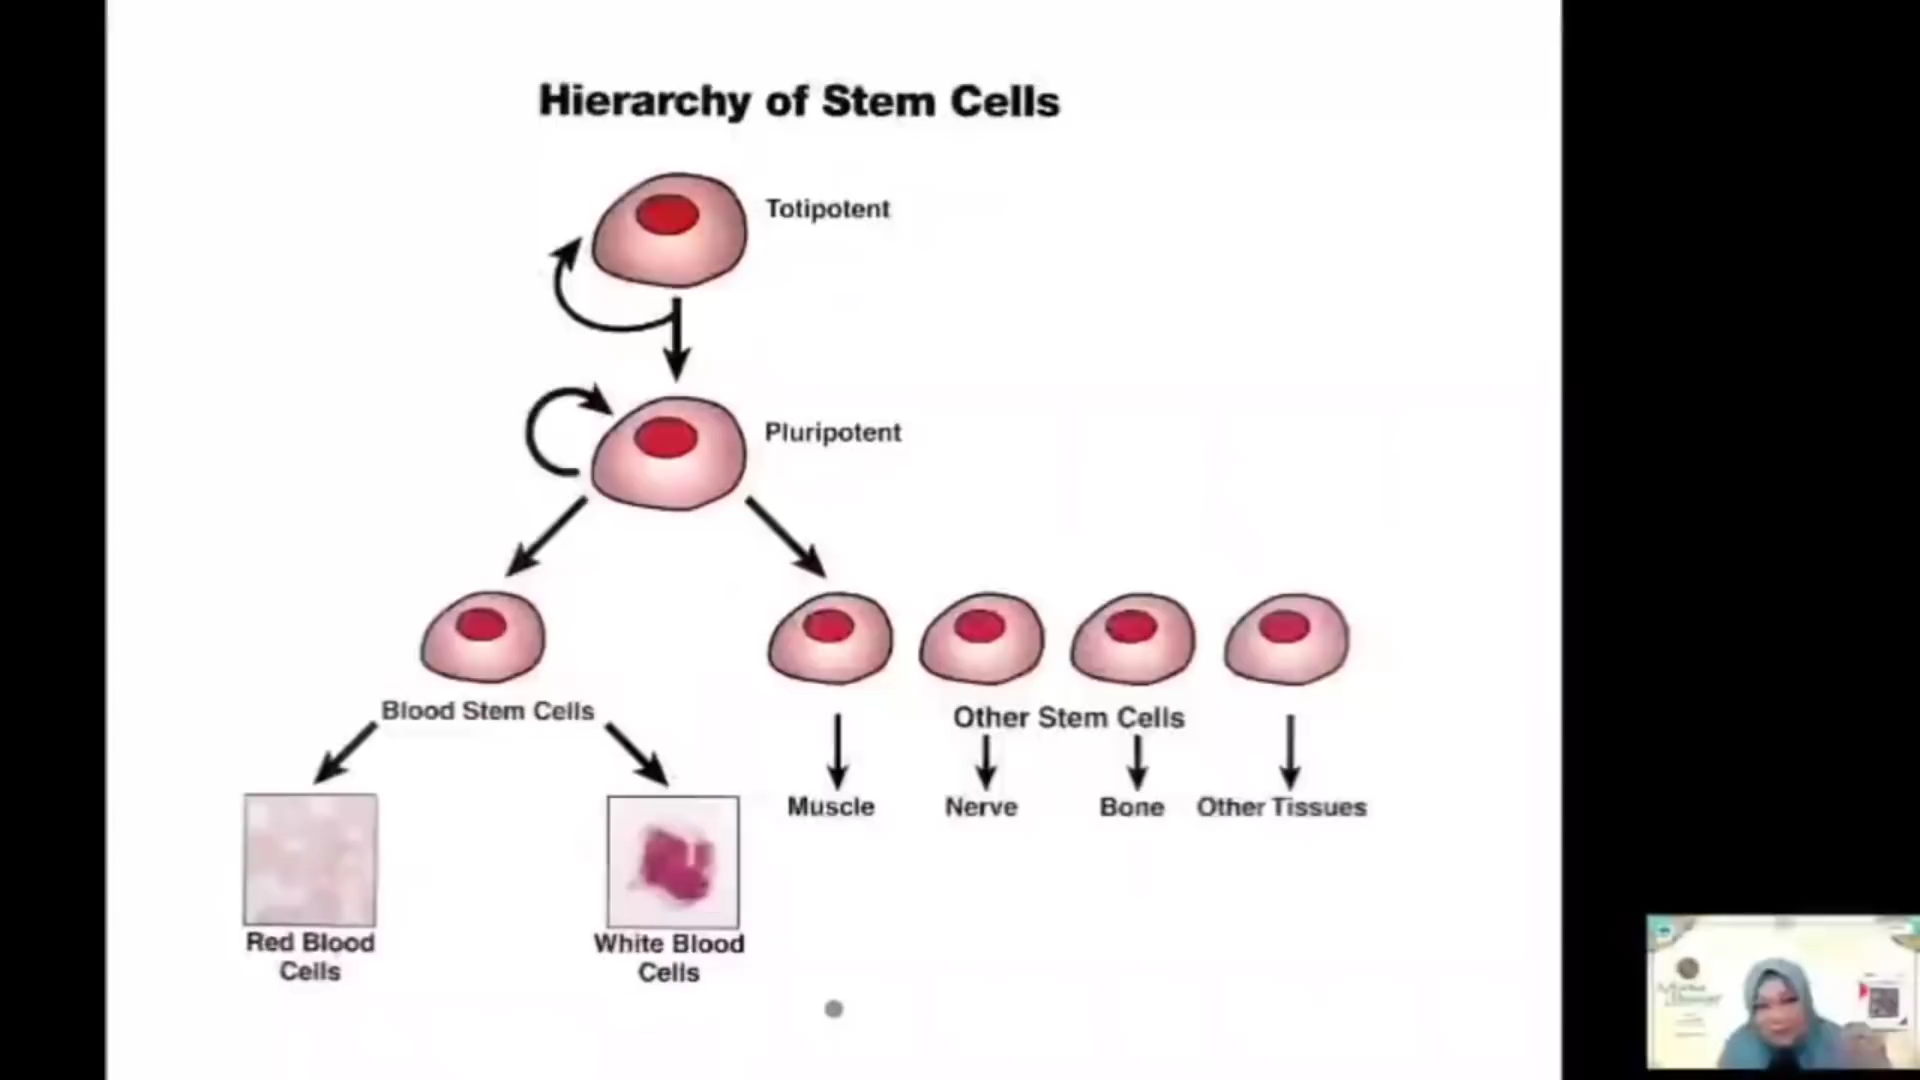 Hierarchy of Stem Cells
Totipotent
Pluripotent
Blood Stem Cells
Other Stem Cells
Muscle
Nerve
Bone
Other Tissues
Red Blood
Cells
White Blood
Cells